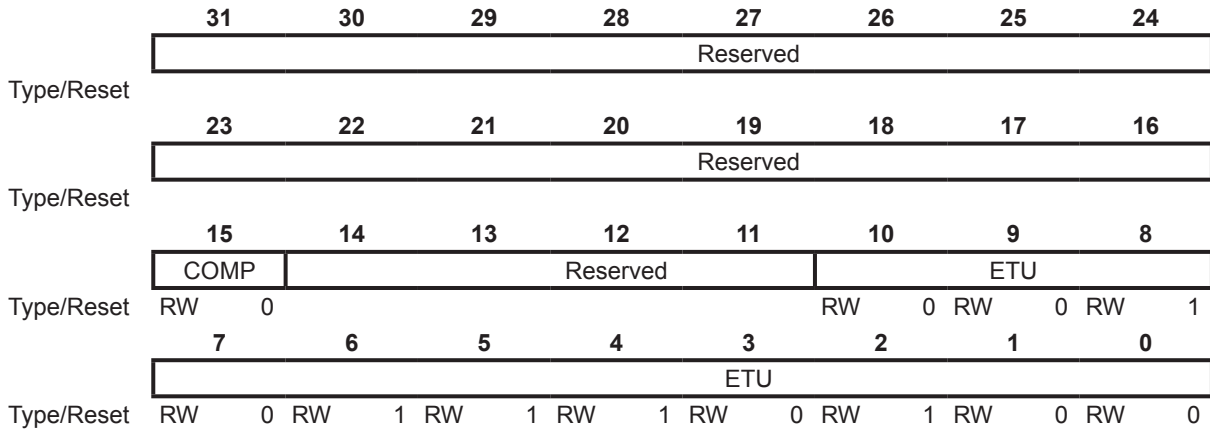 31 30 29 28 27 26 25 24
Reserved
Type/Reset
23 22 21 20 19 18 17 16
Reserved
Type/Reset
15 14 13 12 11 10 9 8
COMP Reserved ETU
Type/Reset RW 0 RW 0 RW 0 RW 1
7 6 5 4 3 2 1 0
ETU
Type/Reset RW 0 RW 1 RW 1 RW 1 RW 0 RW 1 RW 0 RW 0